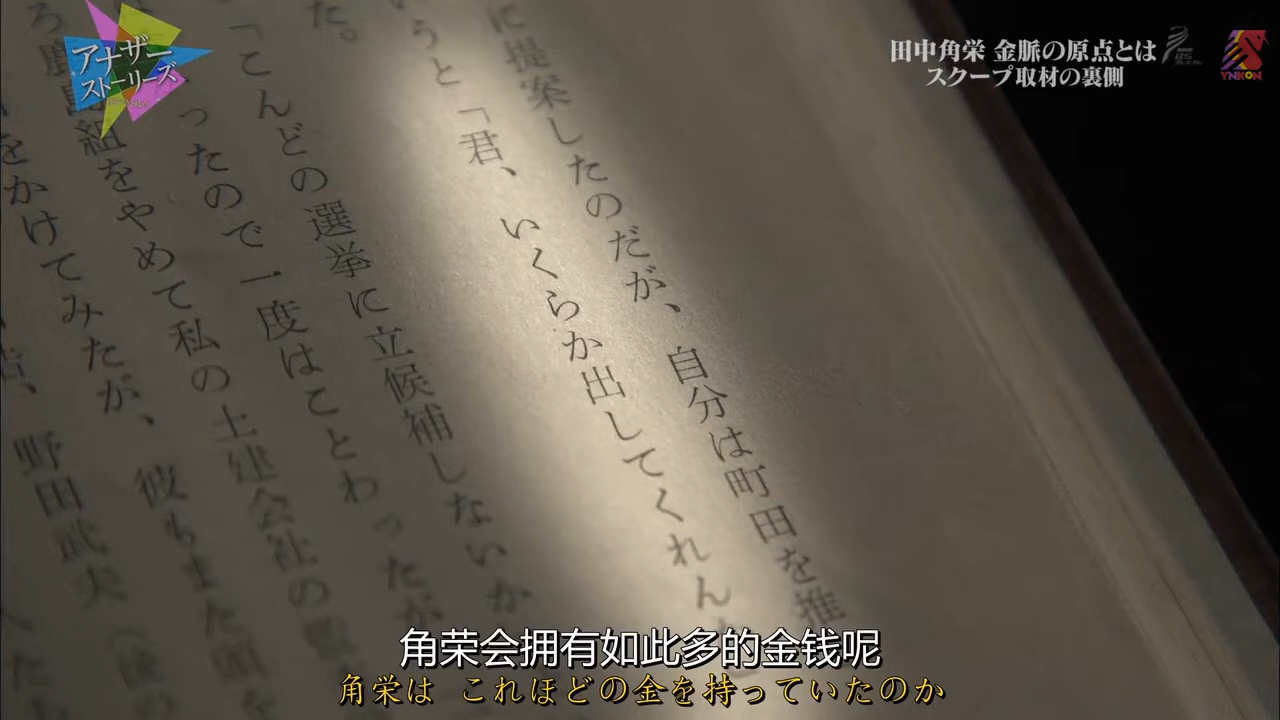 アナザー
ストーリーズ
田中角栄 金脈の原点とは
スクープ取材の裏側
YNKON
に提案したのだが、自分は町田を推
いうと「君、いくらか出してくれん
た。
「こんどの選挙に立候補しないか
ったので一度はことわったが
組をやめて私の土建会社の
をかけてみたが、彼もまた頭を
野田武夫
角荣会拥有如此多的金钱呢
角栄は これほどの金を持っていたのか